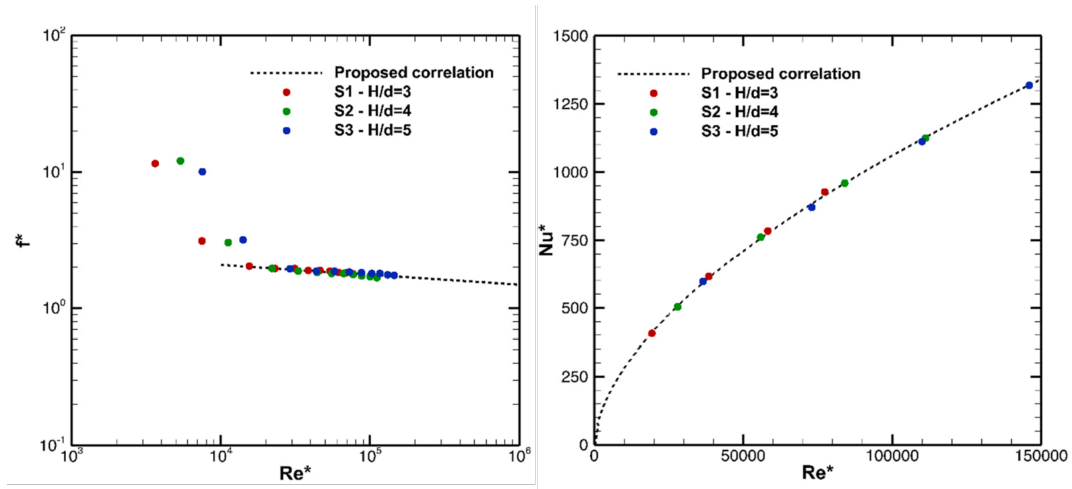 10²
10¹
10⁰
10⁻¹
f*
Proposed correlation
S1 - H/d=3
S2 - H/d=4
S3 - H/d=5
10³
10⁴
10⁵
10⁶
Re*
1500
1250
1000
750
500
250
0
Nu*
Proposed correlation
S1 - H/d=3
S2 - H/d=4
S3 - H/d=5
0
50000
100000
150000
Re*